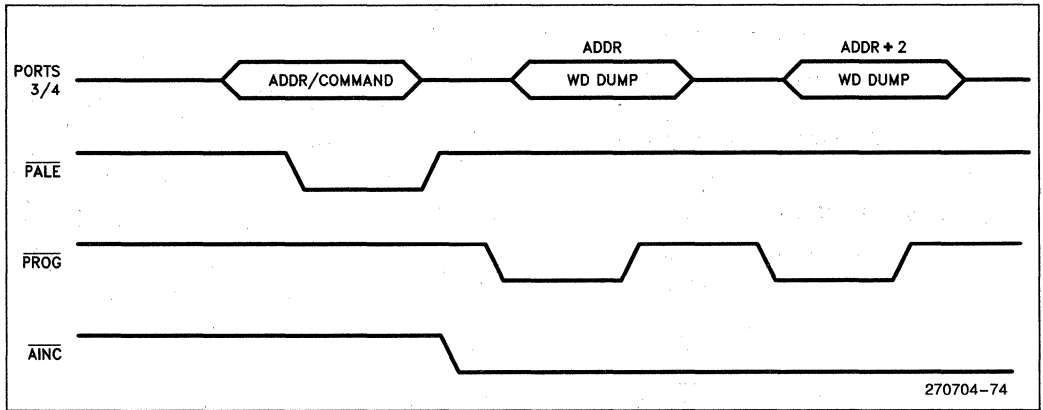 ADDR
ADDR + 2
PORTS
3/4
ADDR/COMMAND
WD DUMP
WD DUMP
PALE
PROG
AINC
270704-74